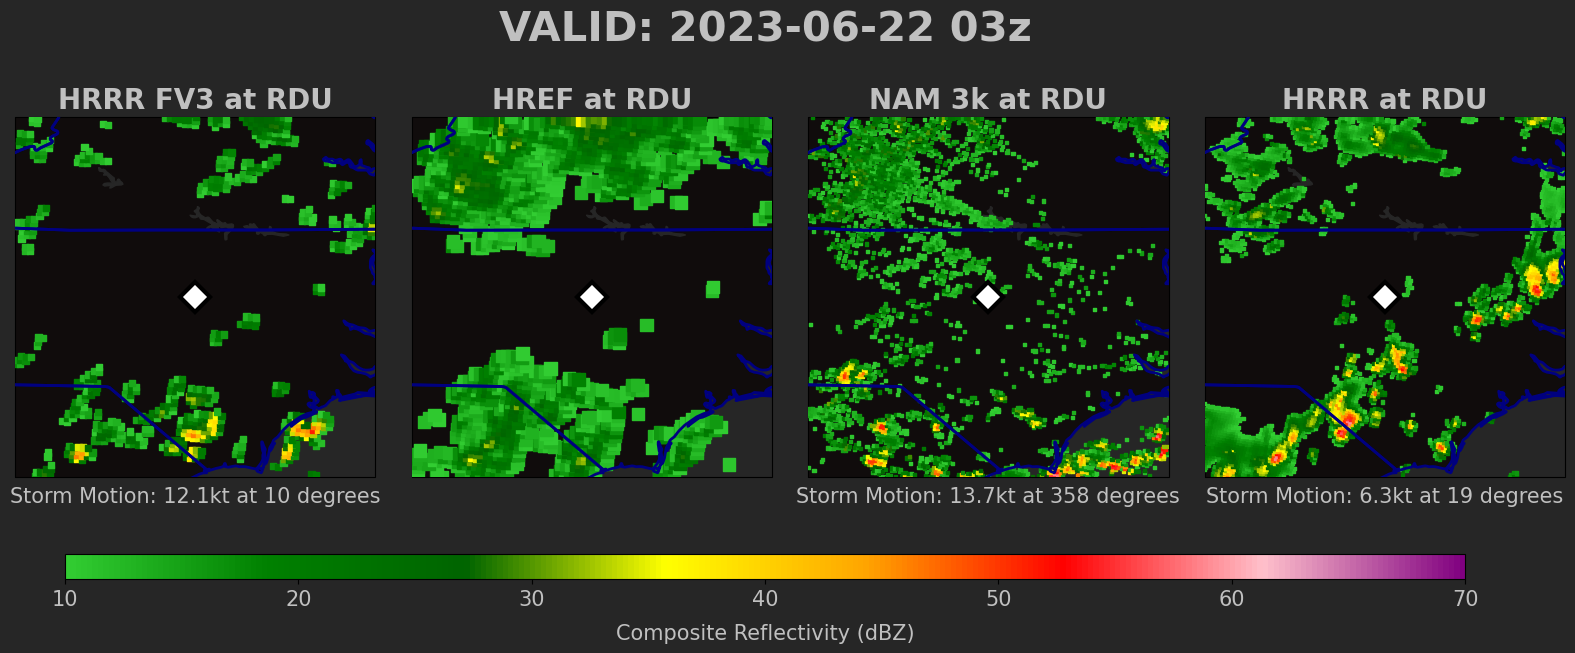 VALID: 2023-06-22 03z
HRRR FV3 at RDU
HREF at RDU
NAM 3k at RDU
HRRR at RDU
Storm Motion: 12.1kt at 10 degrees
Storm Motion: 13.7kt at 358 degrees
Storm Motion: 6.3kt at 19 degrees
10 20 30 40 50 60 70
Composite Reflectivity (dBZ)